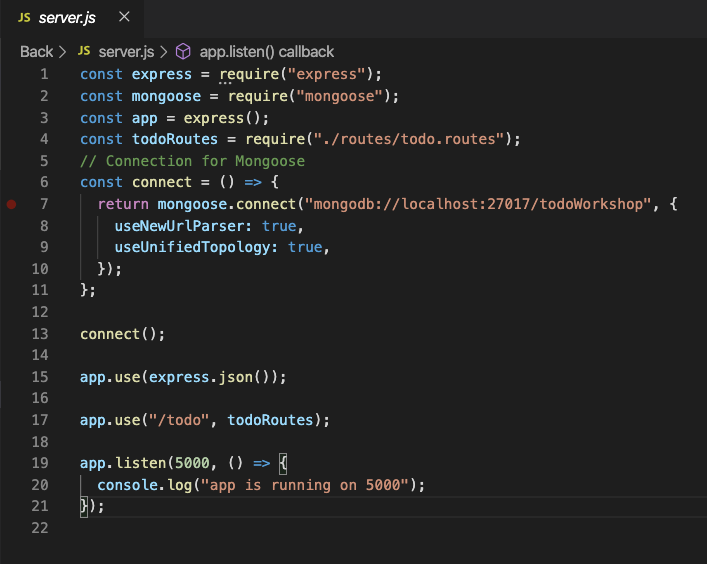 JS server.js ×
Back > JS server.js > app.listen() callback
1 const express = require("express");
2 const mongoose = require("mongoose");
3 const app = express();
4 const todoRoutes = require("./routes/todo.routes");
5 // Connection for Mongoose
6 const connect = () => {
7   return mongoose.connect("mongodb://localhost:27017/todoWorkshop", {
8     useNewUrlParser: true,
9     useUnifiedTopology: true,
10   });
11 };
12
13 connect();
14
15 app.use(express.json());
16
17 app.use("/todo", todoRoutes);
18
19 app.listen(5000, () => {
20   console.log("app is running on 5000");
21 });
22